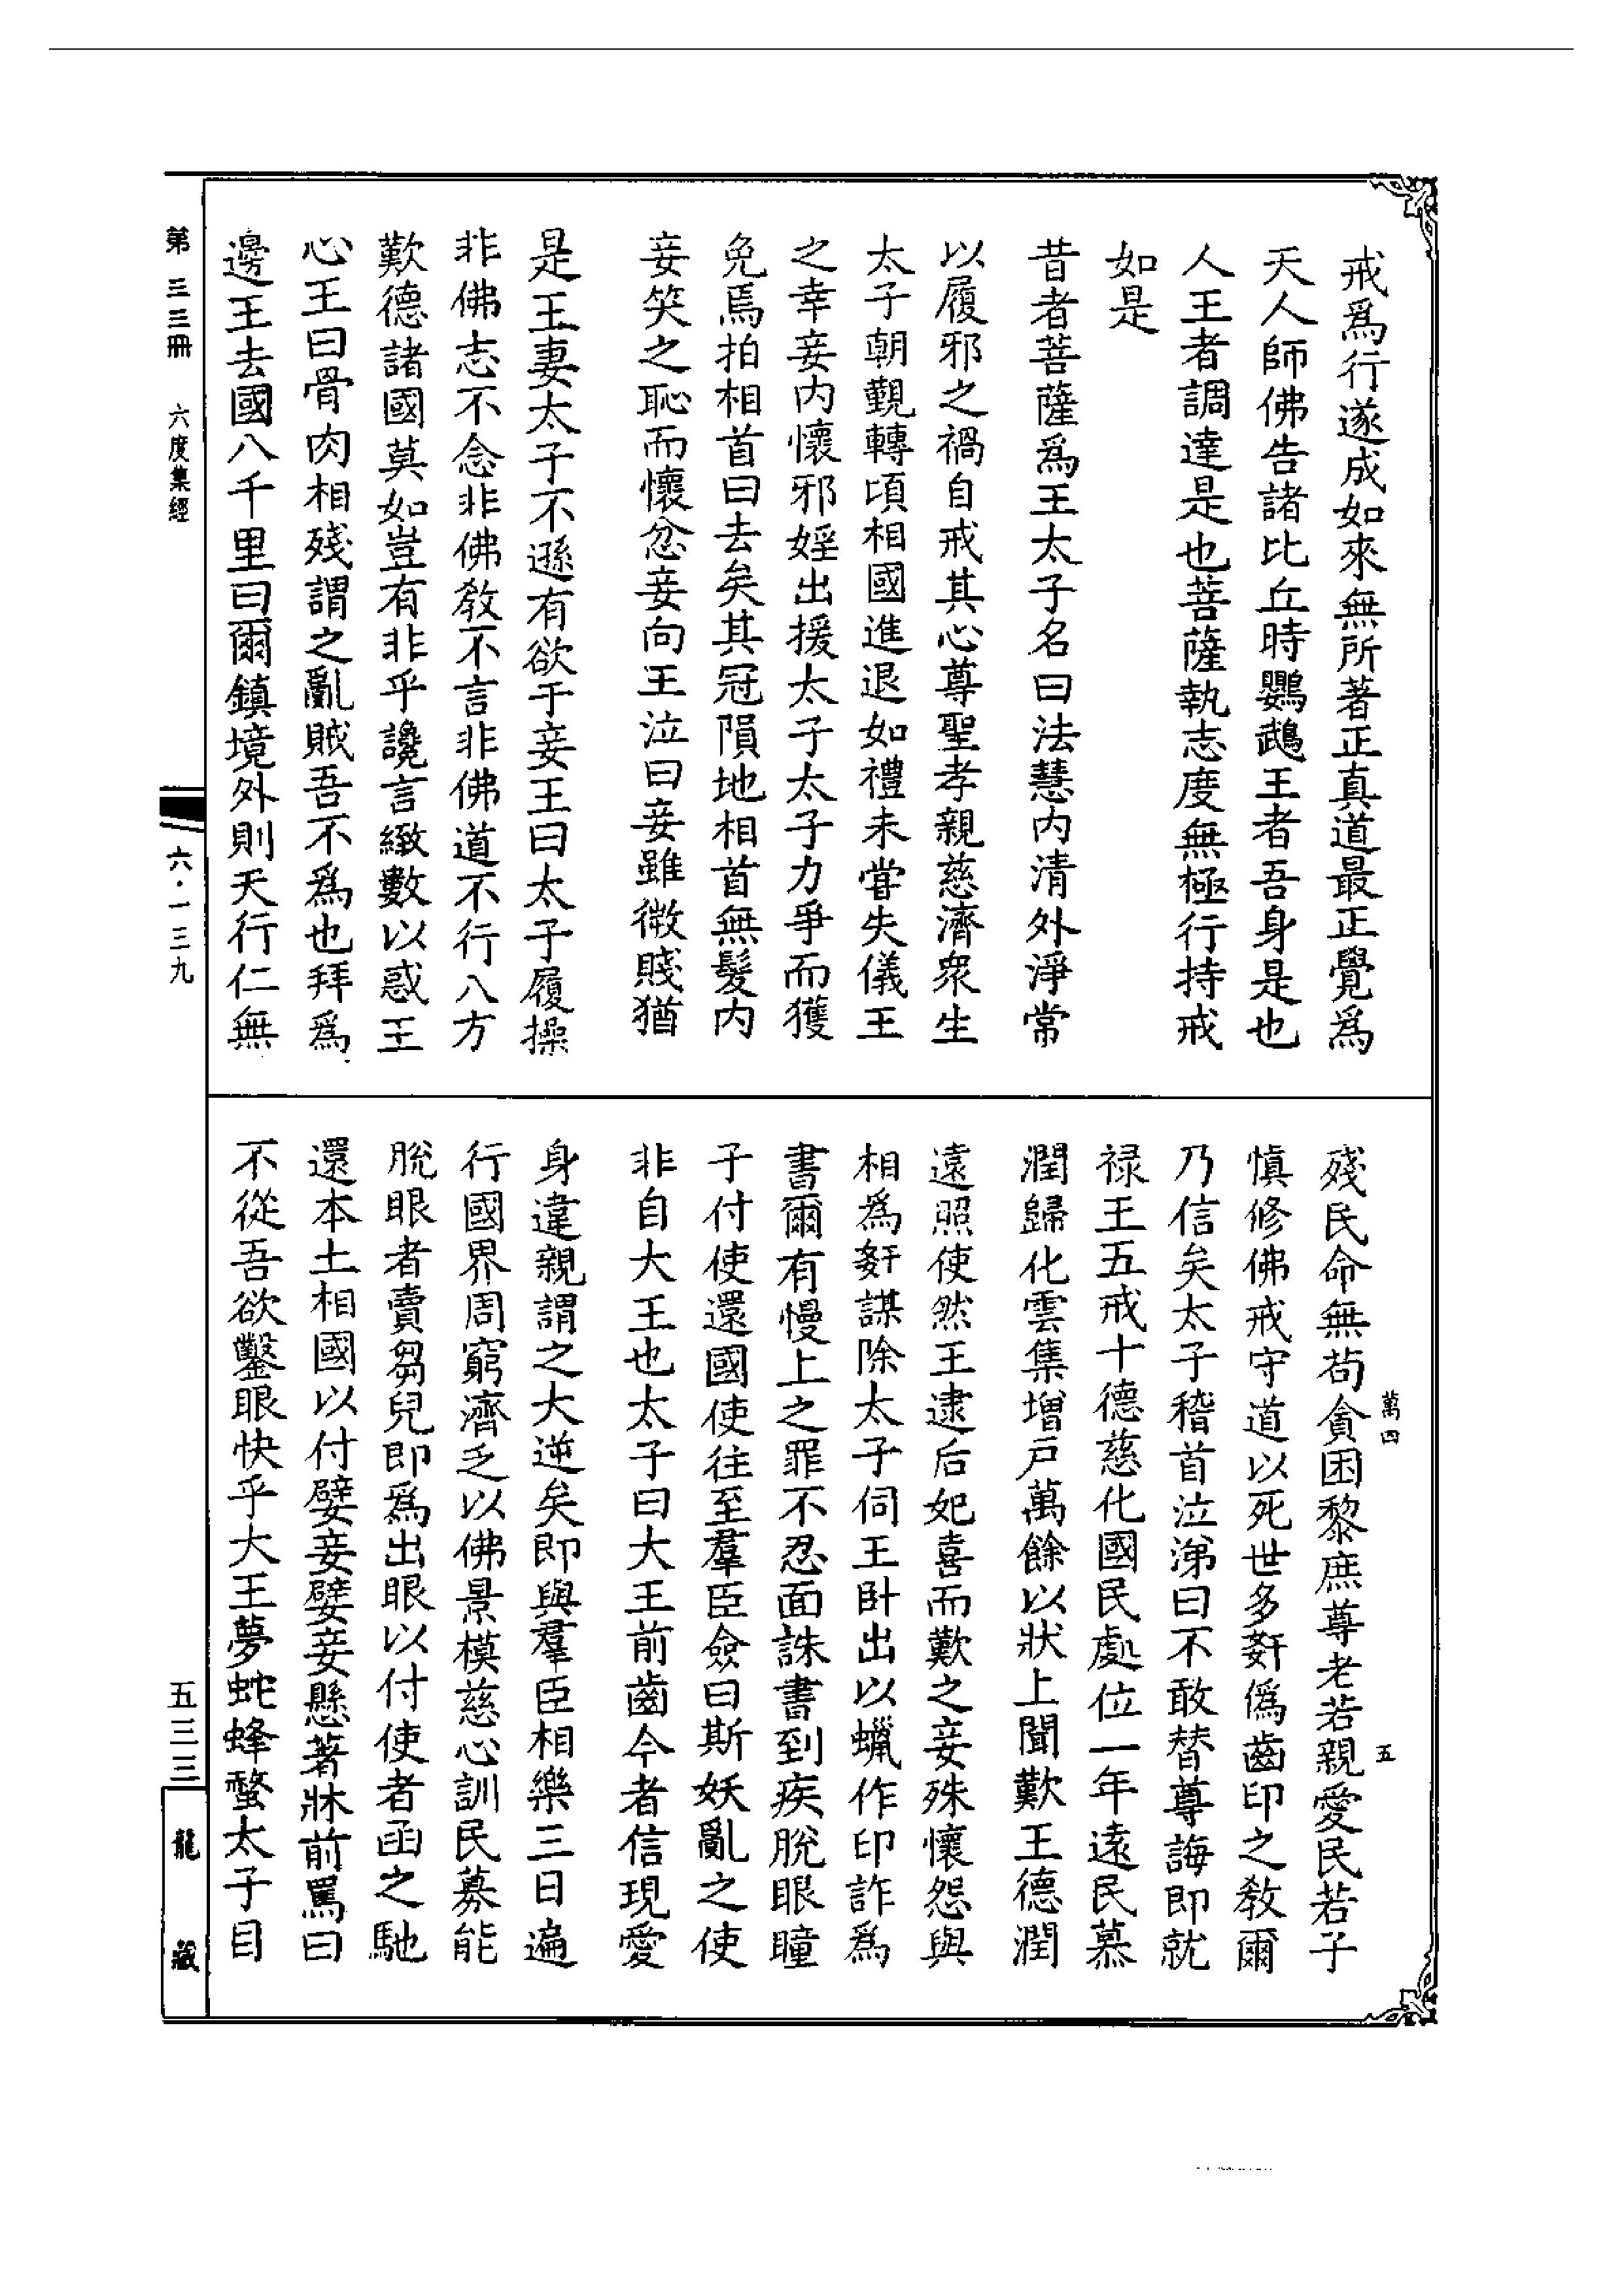 戒爲行遂成如來無所著正真道最正覺爲
天人師佛告諸比丘時鸚鵡王者吾身是也
人王者調達是也菩薩執志度無極行持戒
如是
昔者菩薩爲王太子名曰法慧内清外淨常
以履邪之禍自戒其心尊聖孝親慈濟衆生
太子朝覲轉頃相國進退如禮未甞失儀王
之幸妾内懷邪婬出援太子太子力爭而獲
免焉拍相首曰去矣其冠隕地相首無髮内
妾笑之恥而懷忿妾向王泣曰妾雖微賤猶
是王妻太子不遜有欲于妾王曰太子履操
非佛志不念非佛教不言非佛道不行八方
歎德諸國莫如豈有非乎讒言緻數以惑王
心王曰骨肉相殘謂之亂賊吾不爲也拜爲
邊王去國八千里曰爾鎮境外則天行仁無
殘民命無苟貪困黎庶尊老若親愛民若子
慎修佛戒守道以死世多姧僞齒印之教爾
乃信矣太子稽首泣涕曰不敢替尊誨即就
禄王五戒十德慈化國民處位一年遠民慕
潤歸化雲集增戶萬餘以狀上聞歎王德潤
遠照使然王逮后妃喜而歎之妾殊懷怨與
相爲姧謀除太子伺王卧出以蠟作印詐爲
書爾有慢上之罪不忍面誅書到疾脫眼瞳
子付使還國使往至羣臣僉曰斯妖亂之使
非自大王也太子曰大王前齒今者信現愛
身違親謂之大逆矣即與羣臣相樂三日遍
行國界周窮濟乏以佛景模慈心訓民募能
脫眼者賣芻兒即爲出眼以付使者函之馳
還本土相國以付嬖妾嬖妾懸著牀前罵曰
不從吾欲鑿眼快乎大王夢蛇蜂螫太子目
萬四
五
第三三冊 六度集經
六·一三九
五三三
龍藏